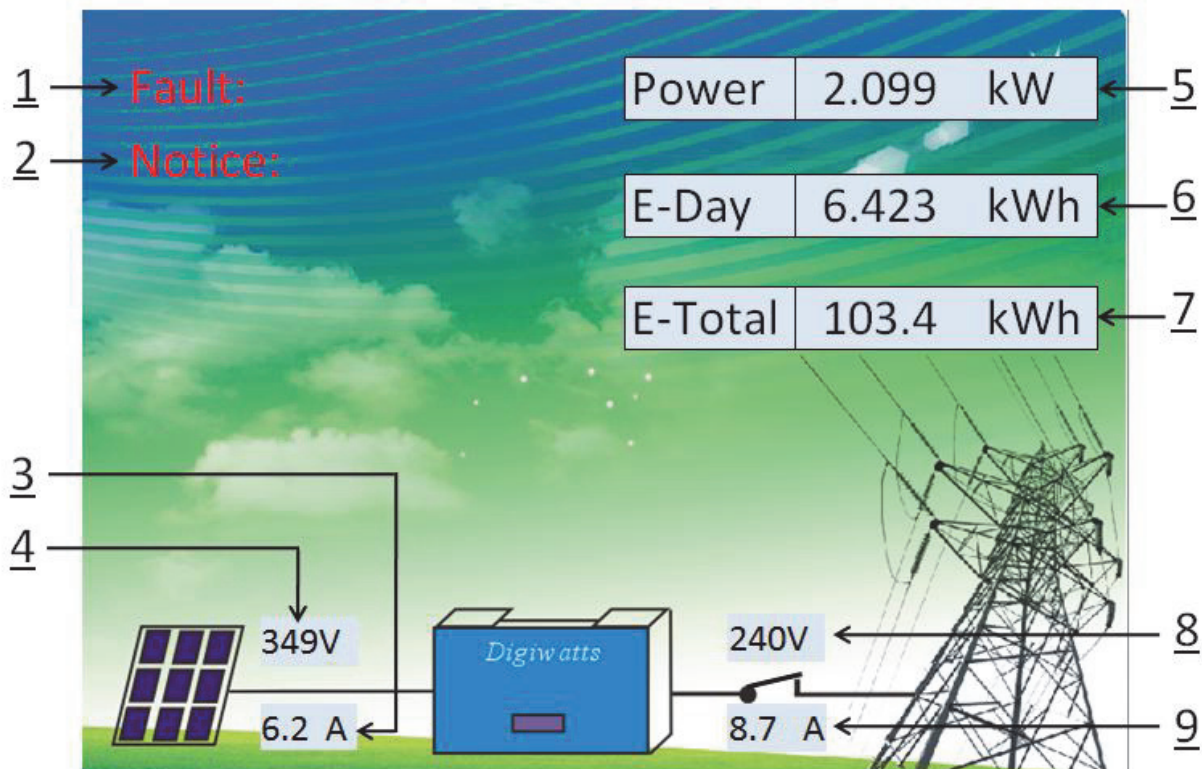 1 Fault:
2 Notice:
Power 2.099 kW 5
E-Day 6.423 kWh 6
E-Total 103.4 kWh 7
3
4
349V
6.2 A
Digiwatts
240V 8
8.7 A 9